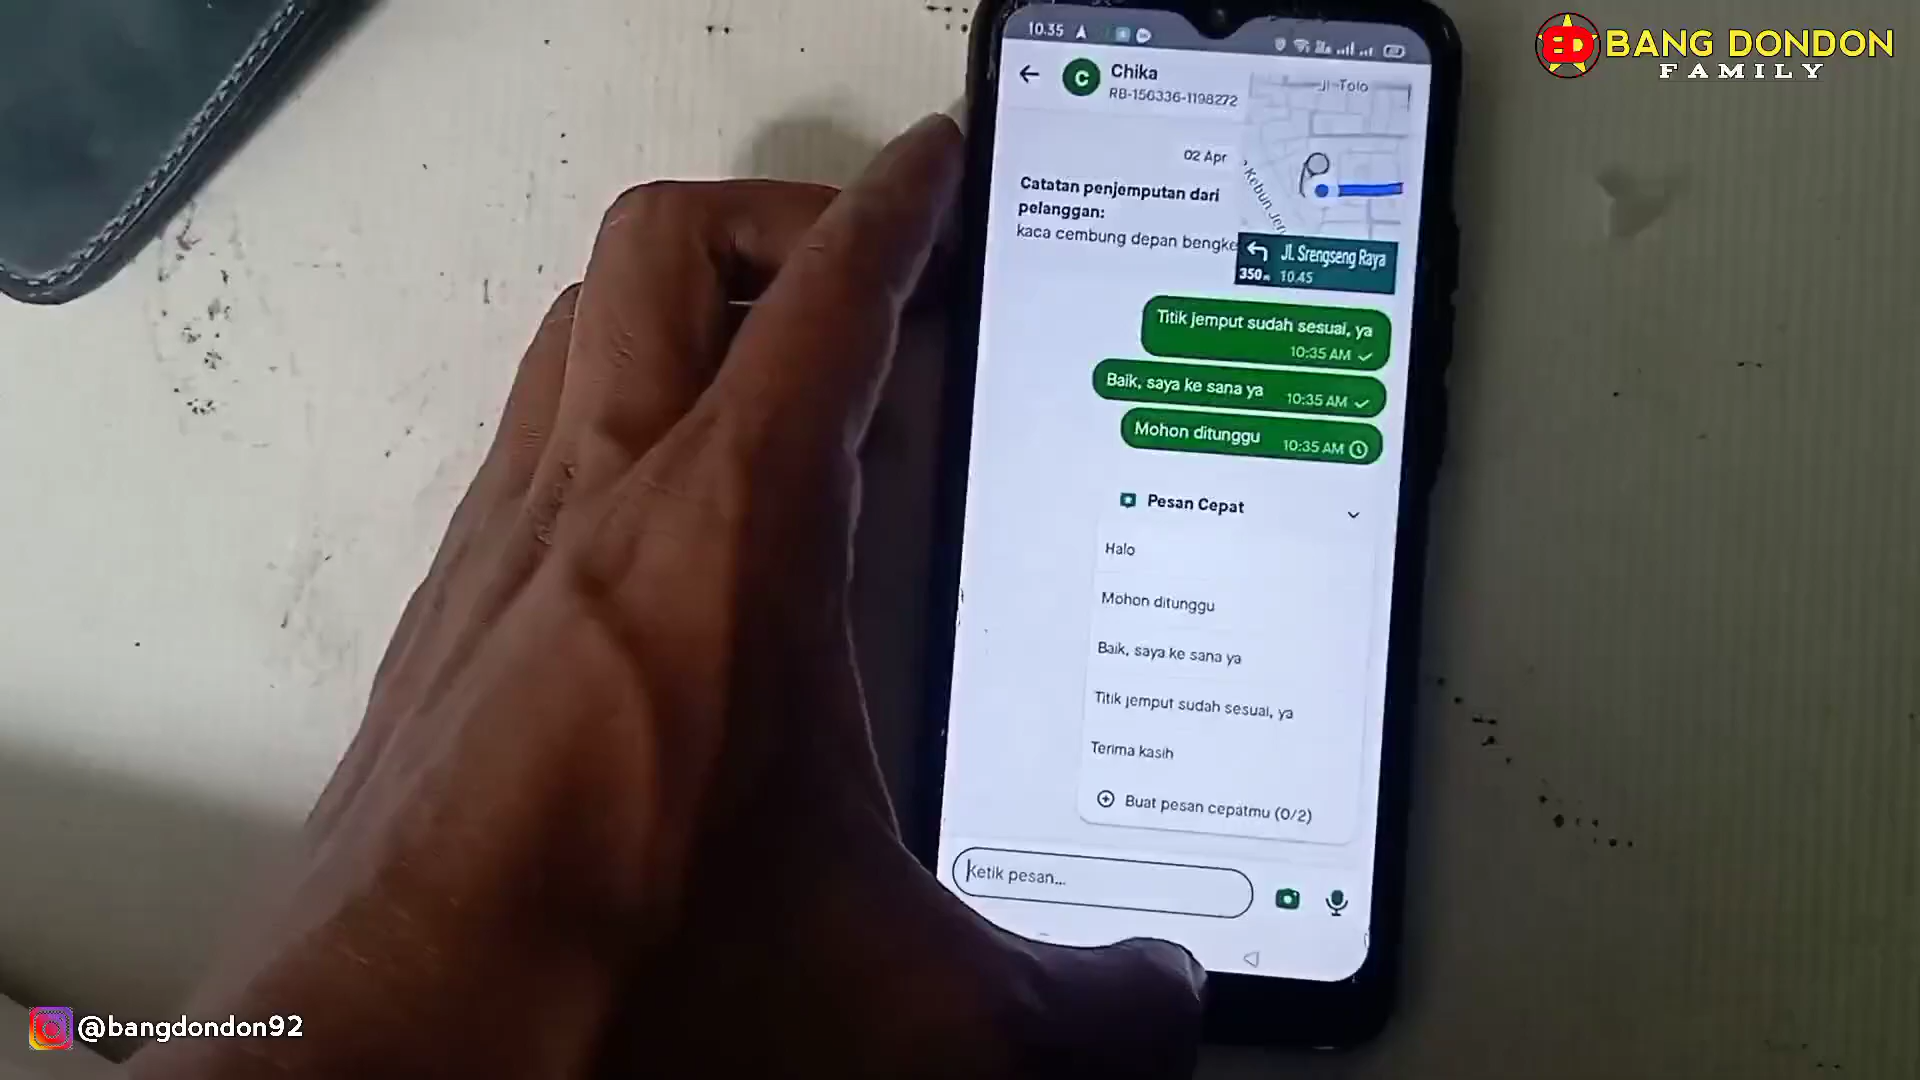 BANG DONDON
FAMILY
10.35
C
Chika
RB-156336-1198272
Jl. Tolo
02 Apr
Catatan penjemputan dari
pelanggan:
kaca cembung depan bengke
Kebun Jer
Jl. Srengseng Raya
350 m 10.45
Titik jemput sudah sesuai, ya
10:35 AM
Baik, saya ke sana ya 10:35 AM
Mohon ditunggu 10:35 AM
Pesan Cepat
Halo
Mohon ditunggu
Baik, saya ke sana ya
Titik jemput sudah sesuai, ya
Terima kasih
Buat pesan cepatmu (0/2)
Ketik pesan...
@bangdondon92